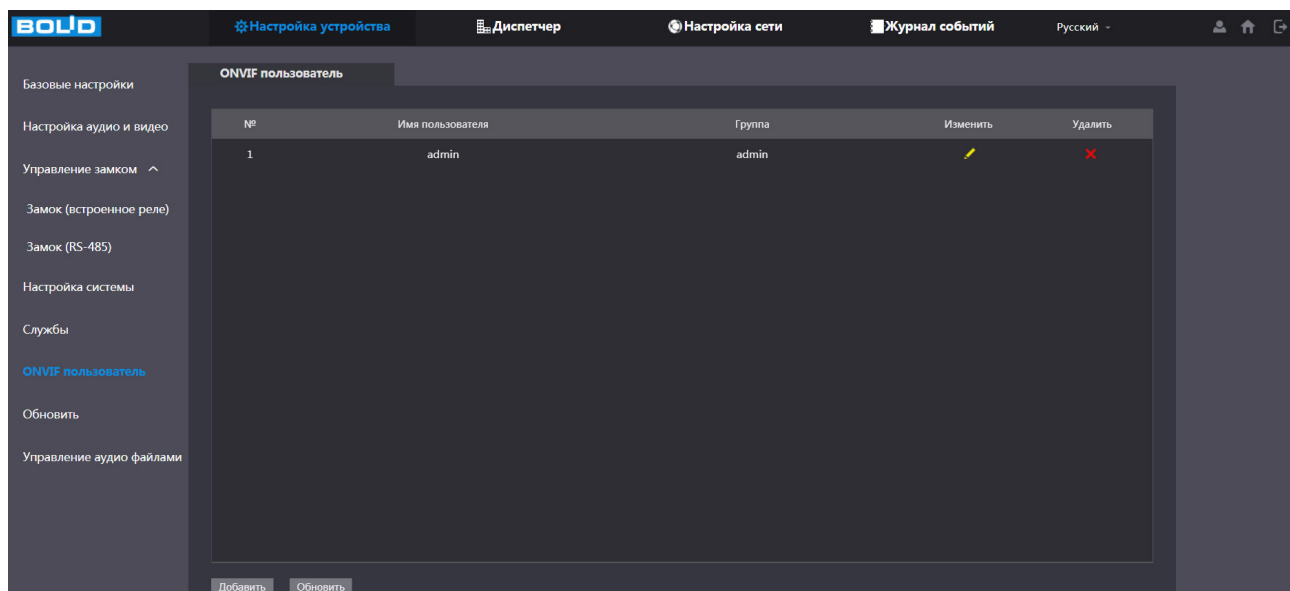 BOLID Настройка устройства Диспетчер Настройка сети Журнал событий Русский
Базовые настройки
Настройка аудио и видео
Управление замком
Замок (встроенное реле)
Замок (RS-485)
Настройка системы
Службы
ONVIF пользователь
Обновить
Управление аудио файлами
ONVIF пользователь
№ Имя пользователя Группа Изменить Удалить
1 admin admin
Добавить Обновить